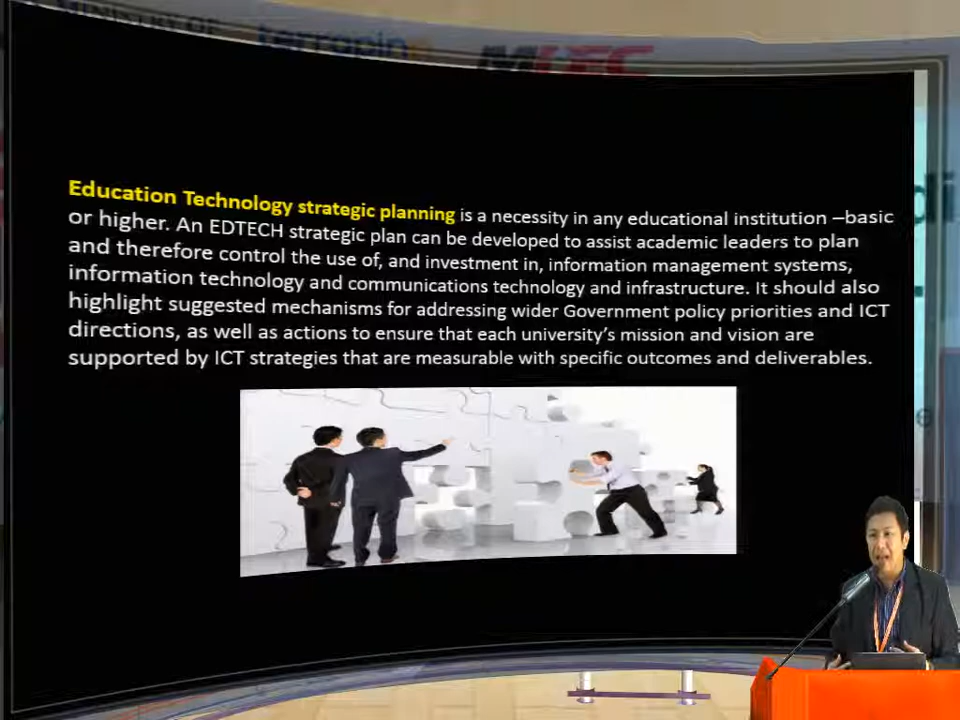 MINISTRY OF
terrapinn
Education Technology strategic planning is a necessity in any educational institution –basic
or higher. An EDTECH strategic plan can be developed to assist academic leaders to plan
and therefore control the use of, and investment in, information management systems,
information technology and communications technology and infrastructure. It should also
highlight suggested mechanisms for addressing wider Government policy priorities and ICT
directions, as well as actions to ensure that each university's mission and vision are
supported by ICT strategies that are measurable with specific outcomes and deliverables.